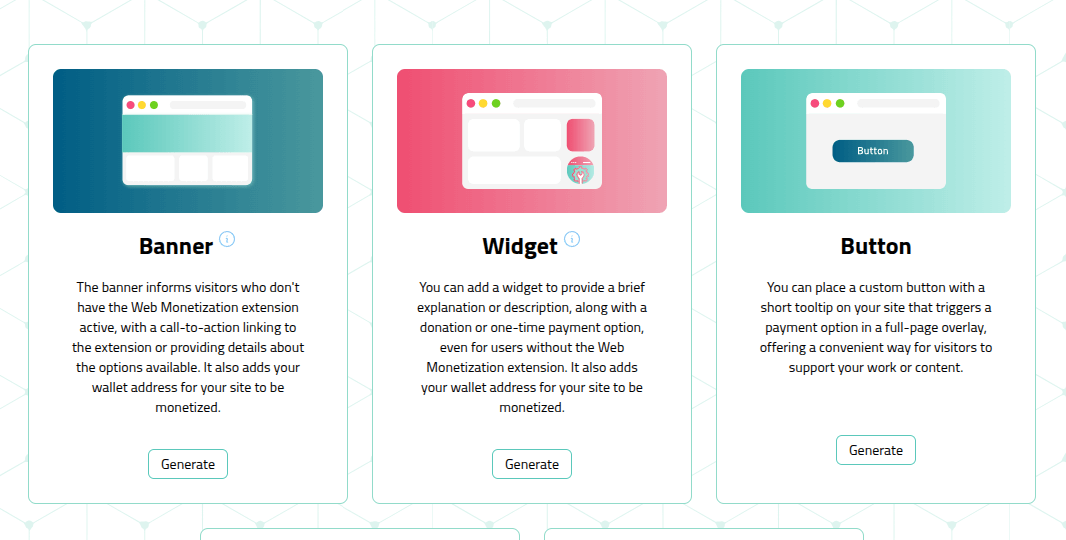 Banner
The banner informs visitors who don't
have the Web Monetization extension
active, with a call-to-action linking to
the extension or providing details about
the options available. It also adds your
wallet address for your site to be
monetized.
Generate
Widget
You can add a widget to provide a brief
explanation or description, along with a
donation or one-time payment option,
even for users without the Web
Monetization extension. It also adds
your wallet address for your site to be
monetized.
Generate
Button
Button
You can place a custom button with a
short tooltip on your site that triggers a
payment option in a full-page overlay,
offering a convenient way for visitors to
support your work or content.
Generate